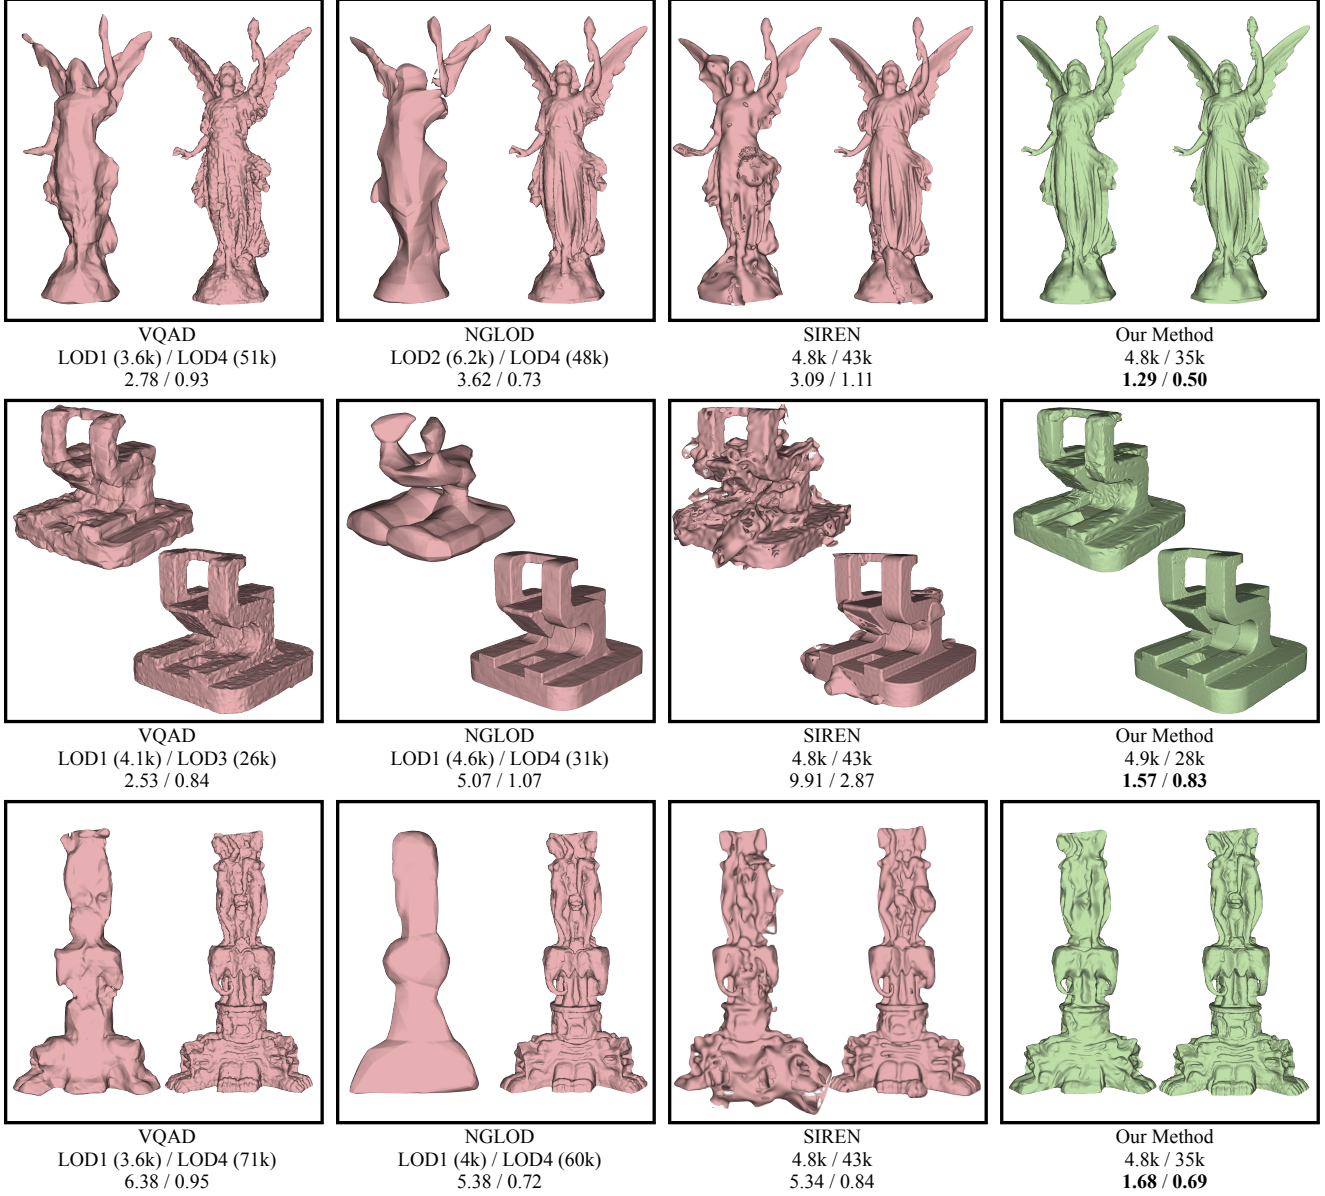 VQAD
LOD1 (3.6k) / LOD4 (51k)
2.78 / 0.93
NGLOD
LOD2 (6.2k) / LOD4 (48k)
3.62 / 0.73
SIREN
4.8k / 43k
3.09 / 1.11
Our Method
4.8k / 35k
1.29 / 0.50
VQAD
LOD1 (4.1k) / LOD3 (26k)
2.53 / 0.84
NGLOD
LOD1 (4.6k) / LOD4 (31k)
5.07 / 1.07
SIREN
4.8k / 43k
9.91 / 2.87
Our Method
4.9k / 28k
1.57 / 0.83
VQAD
LOD1 (3.6k) / LOD4 (71k)
6.38 / 0.95
NGLOD
LOD1 (4k) / LOD4 (60k)
5.38 / 0.72
SIREN
4.8k / 43k
5.34 / 0.84
Our Method
4.8k / 35k
1.68 / 0.69